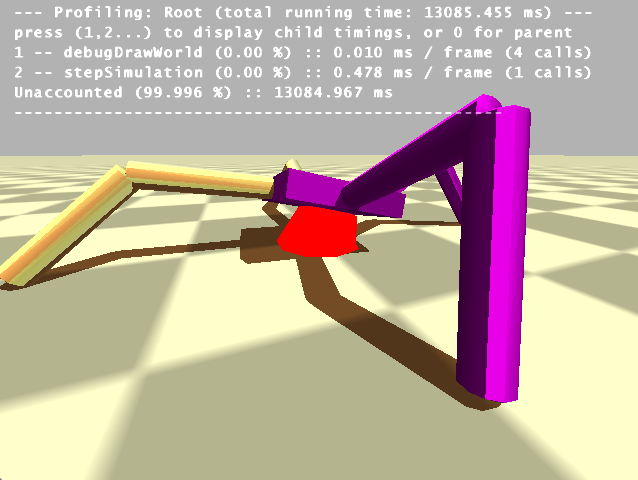 --- Profiling: Root (total running time: 13085.455 ms) ---
press (1,2...) to display child timings, or 0 for parent
1 -- debugDrawWorld (0.00 %) :: 0.010 ms / frame (4 calls)
2 -- stepSimulation (0.00 %) :: 0.478 ms / frame (1 calls)
Unaccounted (99.996 %) :: 13084.967 ms
-------------------------------------------------